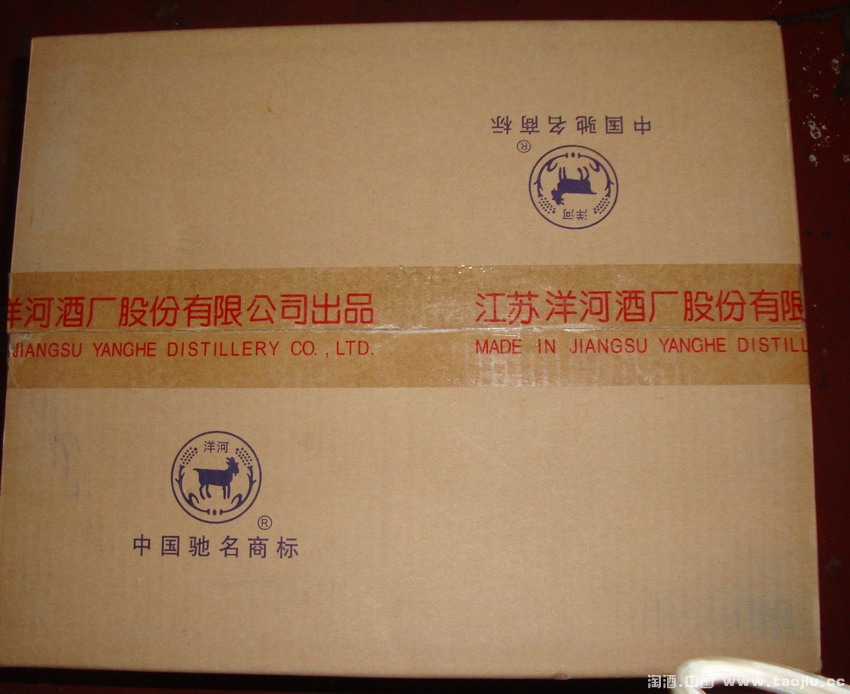 中国驰名商标
®
洋河
洋河酒厂股份有限公司出品
江苏洋河酒厂股份有限
JIANGSU YANGHE DISTILLERY CO., LTD.
MADE IN JIANGSU YANGHE DISTILL
洋河
®
中国驰名商标
淘酒.中国 www.taojiu.cc